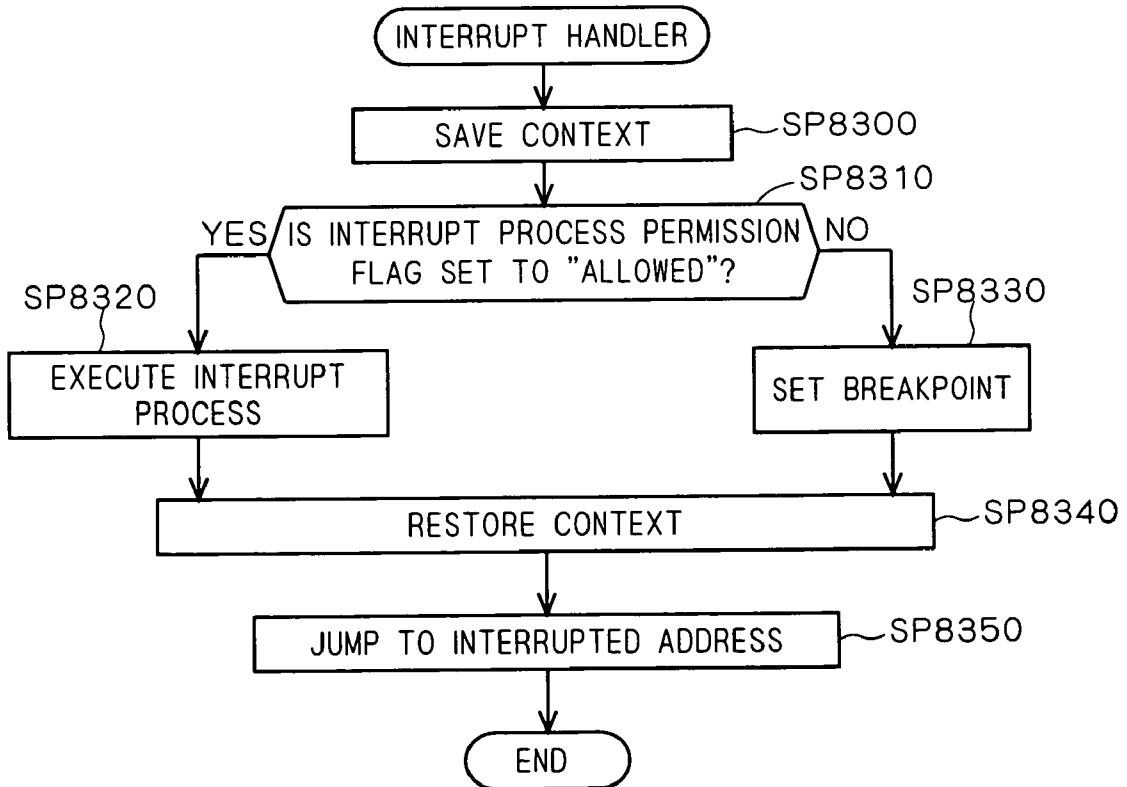 INTERRUPT HANDLER
SAVE CONTEXT
SP8300
SP8310
YES
IS INTERRUPT PROCESS PERMISSION
FLAG SET TO "ALLOWED"?
NO
SP8320
SP8330
EXECUTE INTERRUPT
PROCESS
SET BREAKPOINT
RESTORE CONTEXT
SP8340
JUMP TO INTERRUPTED ADDRESS
SP8350
END